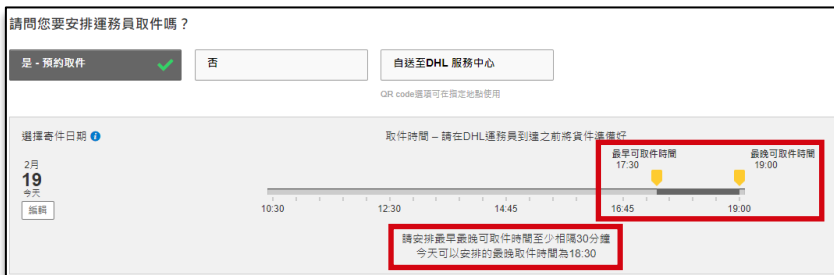 請問您要安排運務員取件嗎？
是 - 預約取件
否
自送至DHL 服務中心
QR code選項可在指定地點使用
選擇寄件日期
取件時間 – 請在DHL運務員到達之前將貨件準備好
2月
19
今天
編輯
最早可取件時間
17:30
最晚可取件時間
19:00
10:30 12:30 14:45 16:45 19:00
請安排最早最晚可取件時間至少相隔30分鐘
今天可以安排的最晚取件時間為18:30